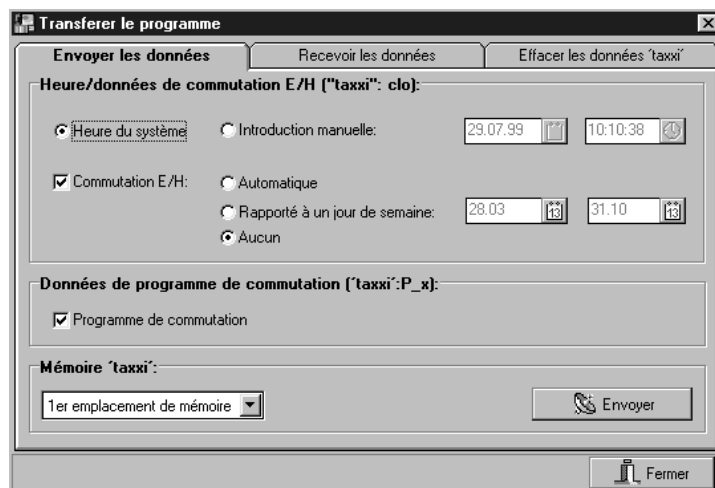 Transferer le programme
Envoyer les données Recevoir les données Effacer les données ´taxxi´
Heure/données de commutation E/H ("taxxi": clo):
Heure du système Introduction manuelle: 29.07.99 10:10:38
Commutation E/H: Automatique
Rapporté à un jour de semaine: 28.03 13 31.10 13
Aucun
Données de programme de commutation (´taxxi´:P_x):
Programme de commutation
Mémoire ´taxxi´:
1er emplacement de mémoire Envoyer
Fermer